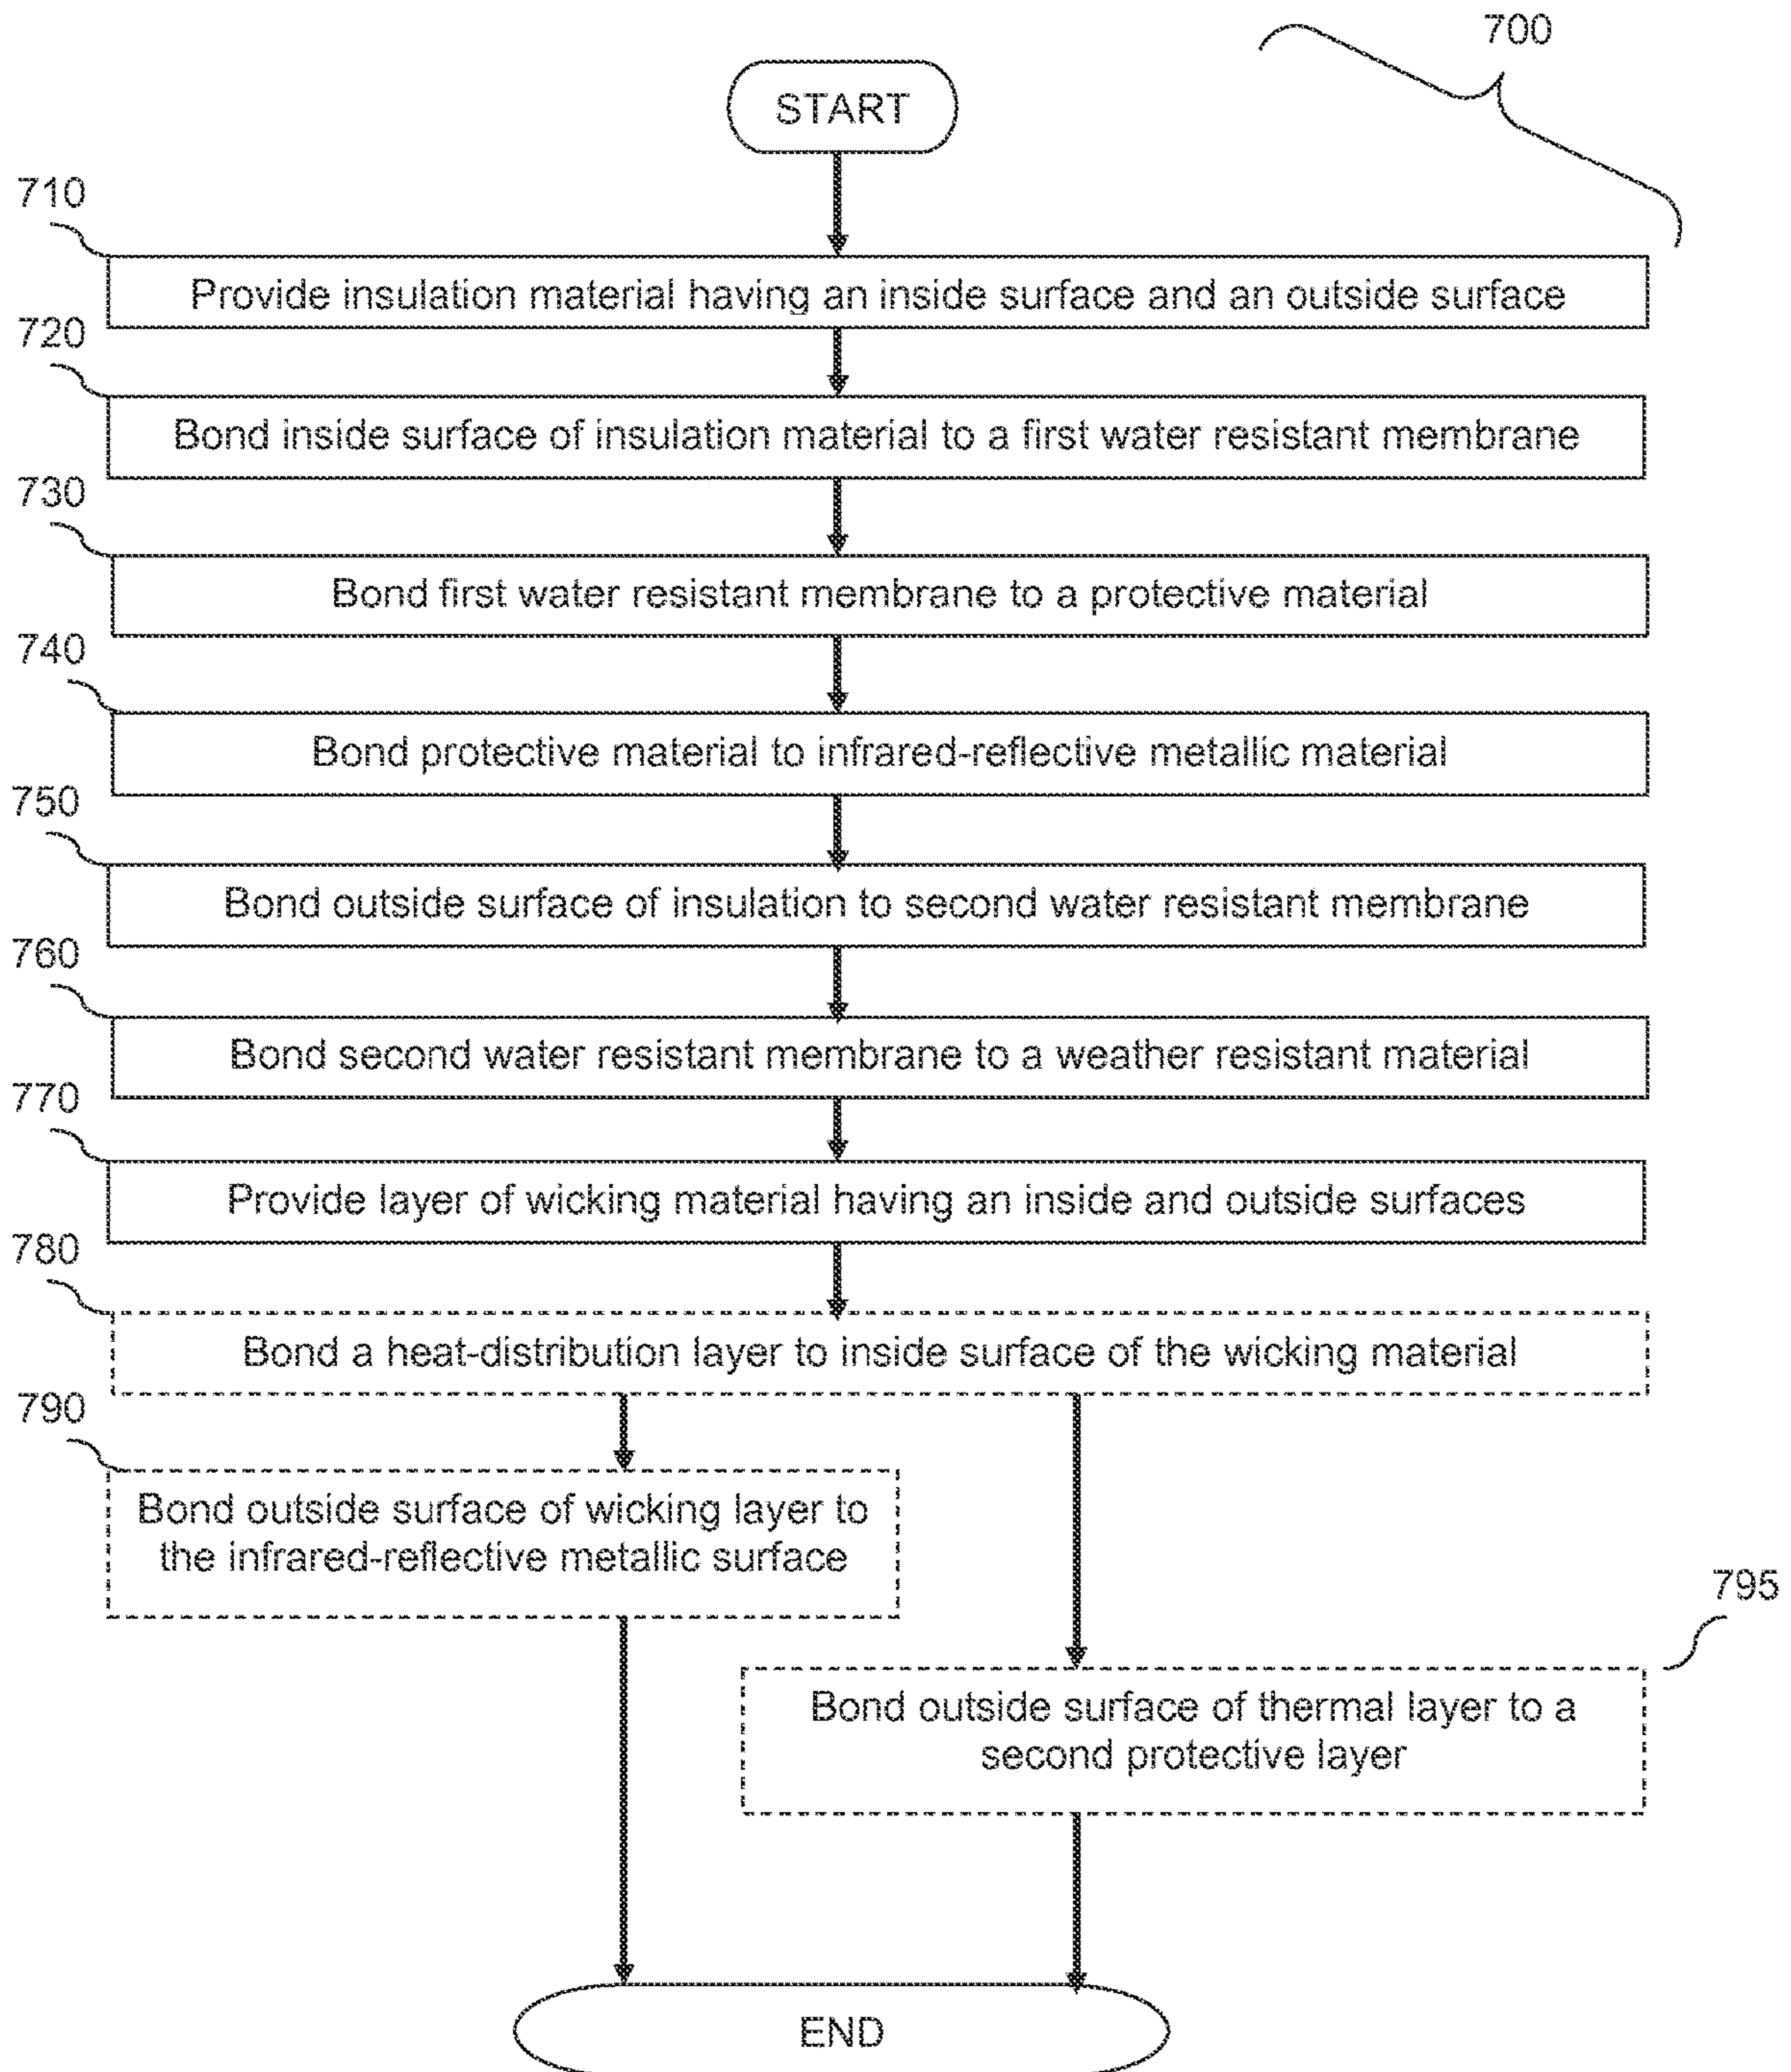 700
START
710
Provide insulation material having an inside surface and an outside surface
720
Bond inside surface of insulation material to a first water resistant membrane
730
Bond first water resistant membrane to a protective material
740
Bond protective material to infrared-reflective metallic material
750
Bond outside surface of insulation to second water resistant membrane
760
Bond second water resistant membrane to a weather resistant material
770
Provide layer of wicking material having an inside and outside surfaces
780
Bond a heat-distribution layer to inside surface of the wicking material
790
Bond outside surface of wicking layer to
the infrared-reflective metallic surface
795
Bond outside surface of thermal layer to a
second protective layer
END